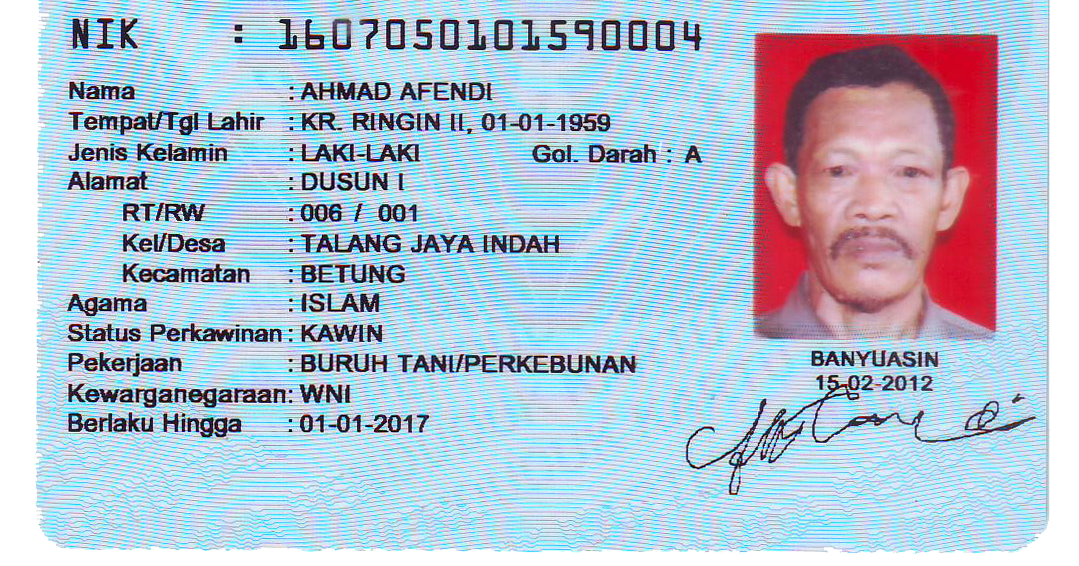 NIK : 1607050101590004
Nama : AHMAD AFENDI
Tempat/Tgl Lahir : KR. RINGIN II, 01-01-1959
Jenis Kelamin : LAKI-LAKI Gol. Darah : A
Alamat : DUSUN I
RT/RW : 006 / 001
Kel/Desa : TALANG JAYA INDAH
Kecamatan : BETUNG
Agama : ISLAM
Status Perkawinan : KAWIN
Pekerjaan : BURUH TANI/PERKEBUNAN
Kewarganegaraan: WNI
Berlaku Hingga : 01-01-2017
BANYUASIN
15-02-2012